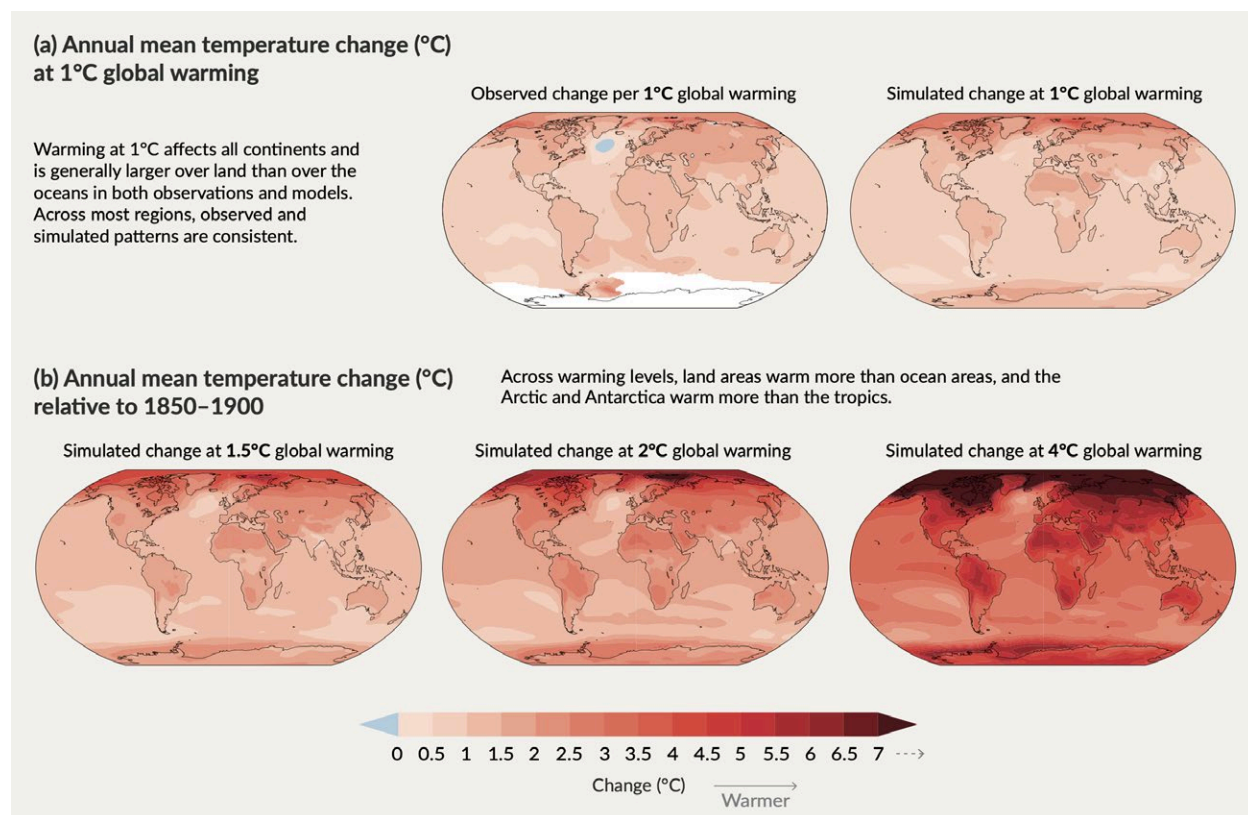 (a) Annual mean temperature change (°C)
at 1°C global warming
Warming at 1°C affects all continents and
is generally larger over land than over the
oceans in both observations and models.
Across most regions, observed and
simulated patterns are consistent.
Observed change per 1°C global warming
Simulated change at 1°C global warming
(b) Annual mean temperature change (°C)
relative to 1850–1900
Across warming levels, land areas warm more than ocean areas, and the
Arctic and Antarctica warm more than the tropics.
Simulated change at 1.5°C global warming
Simulated change at 2°C global warming
Simulated change at 4°C global warming
0 0.5 1 1.5 2 2.5 3 3.5 4 4.5 5 5.5 6 6.5 7
Change (°C)
Warmer